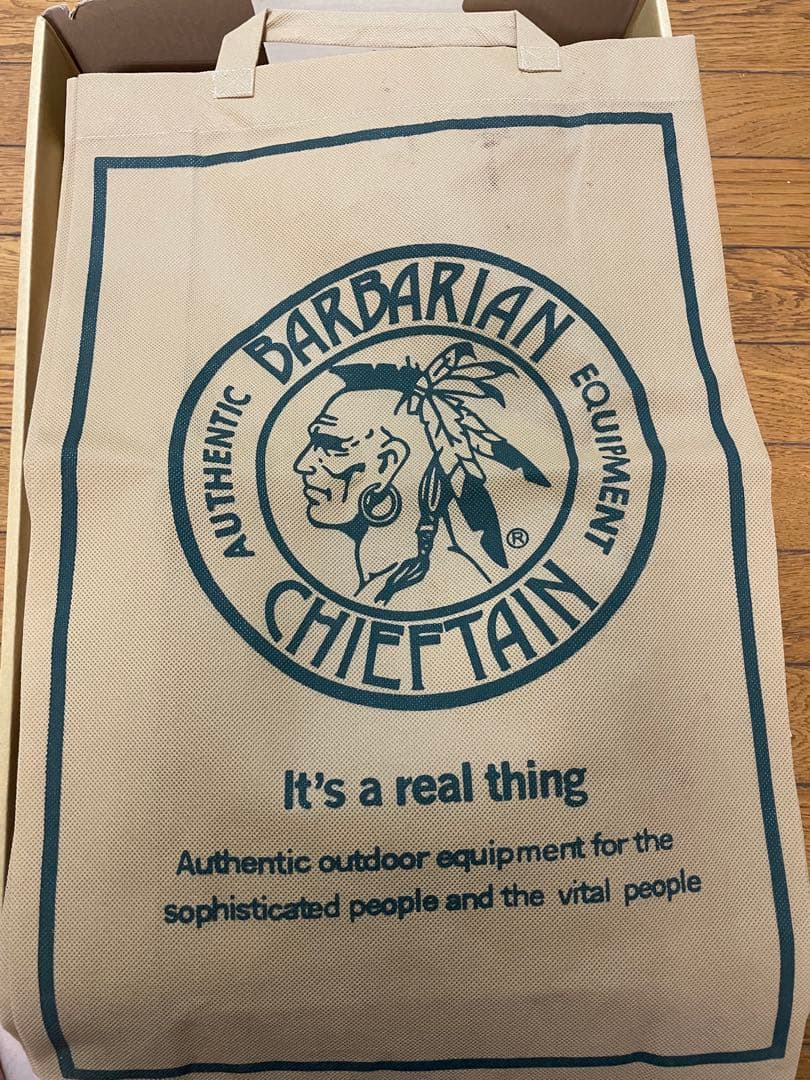 BARBARIAN
AUTHENTIC
EQUIPMENT
®
CHIEFTAIN
It's a real thing
Authentic outdoor equipment for the
sophisticated people and the vital people